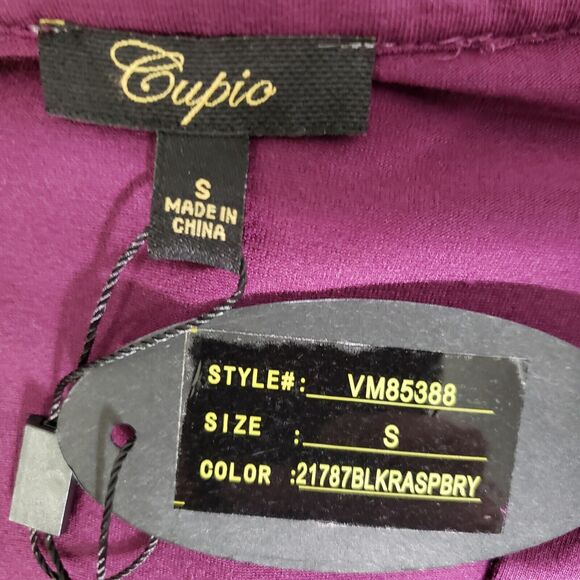 Cupio
S
MADE IN
CHINA
STYLE#: VM85388
SIZE : S
COLOR :21787BLKRASPBRY